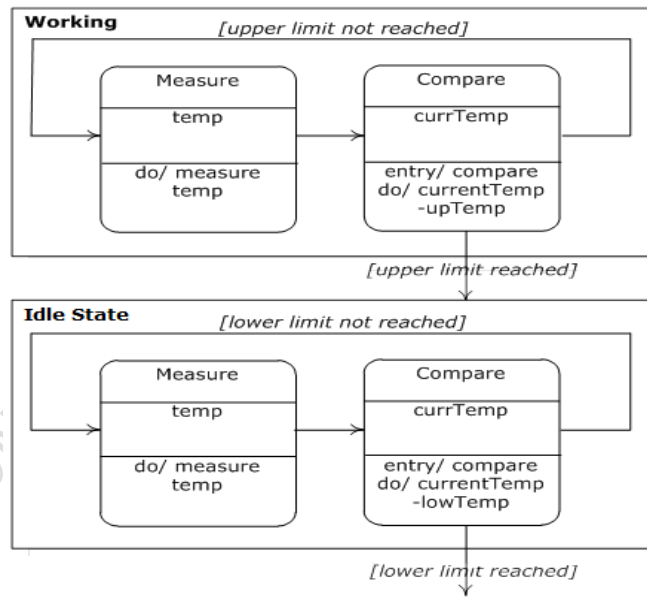 Working
[upper limit not reached]
Measure
temp
do/ measure
temp
Compare
currTemp
entry/ compare
do/ currentTemp
-upTemp
[upper limit reached]
Idle State
[lower limit not reached]
Measure
temp
do/ measure
temp
Compare
currTemp
entry/ compare
do/ currentTemp
-lowTemp
[lower limit reached]